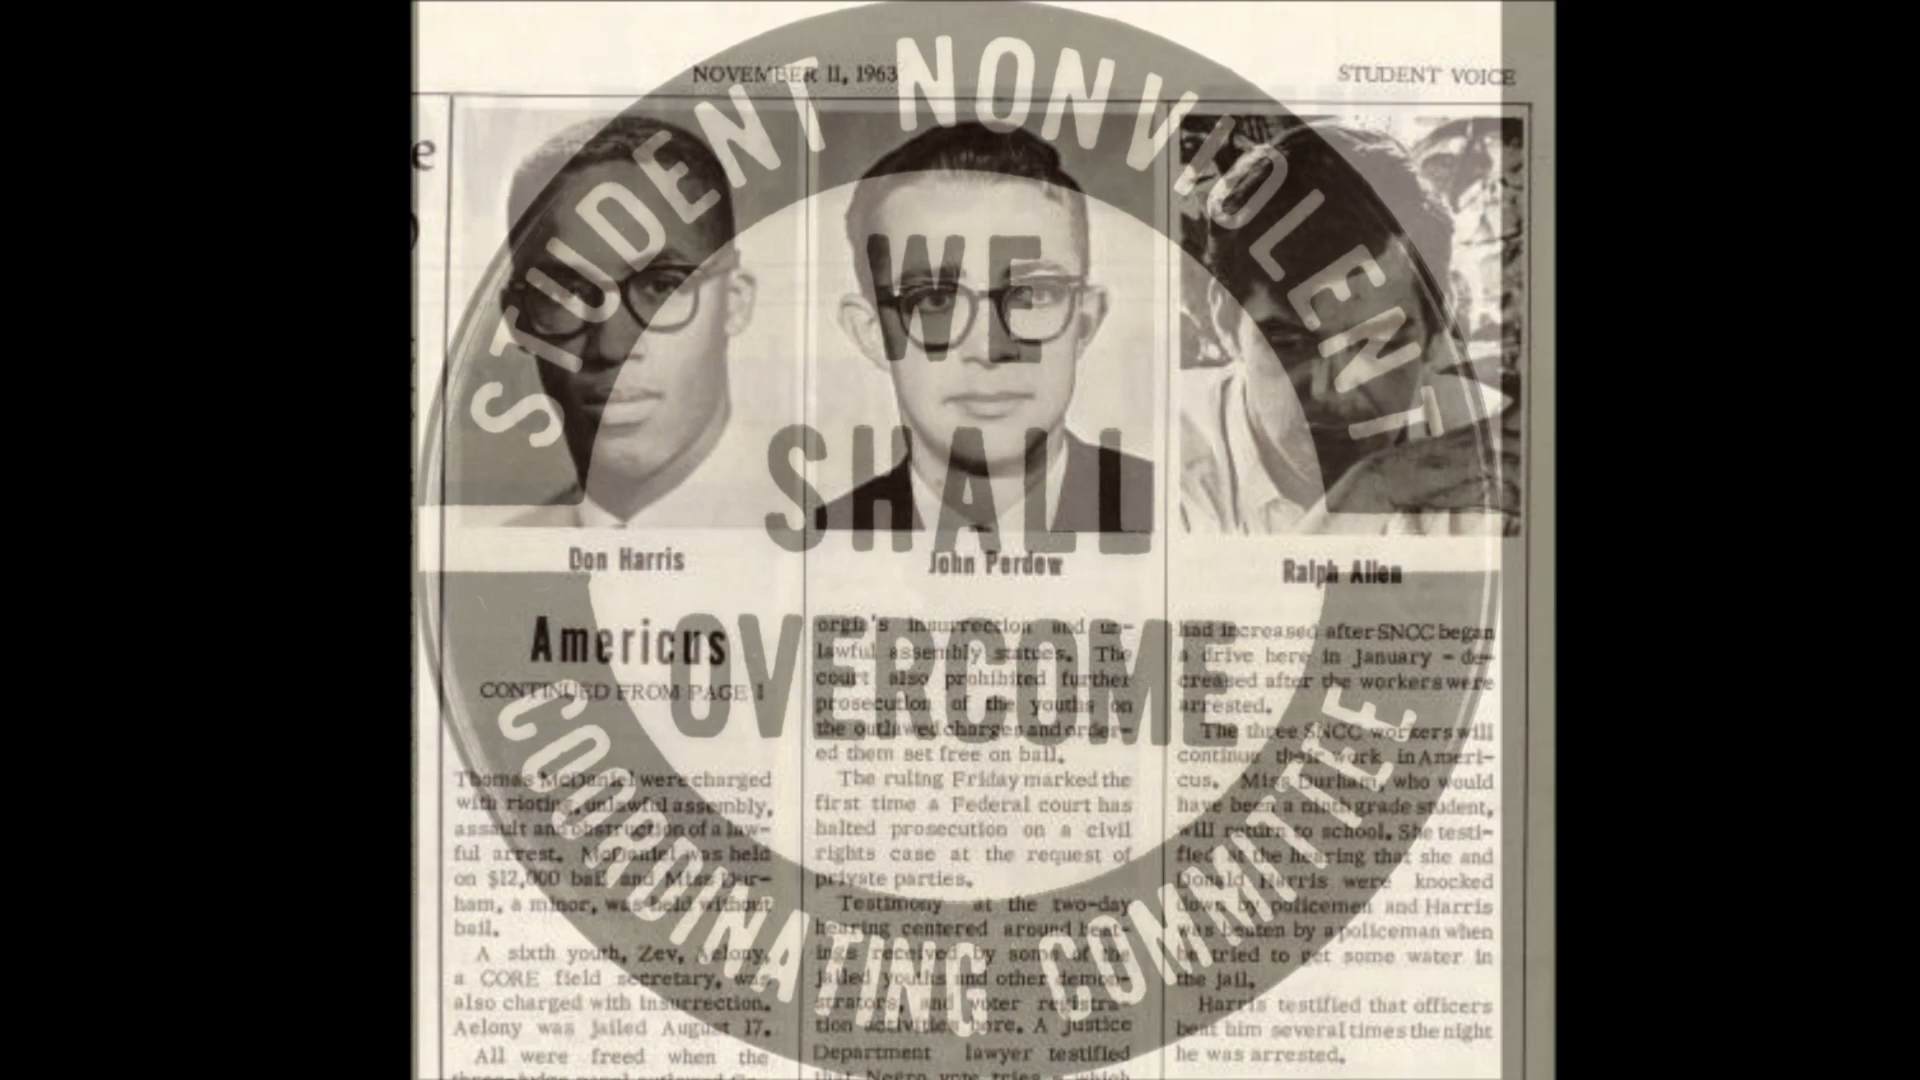 NOVEMBER 11, 1963
STUDENT VOICE
STUDENT NONVIOLENT
COORDINATING COMMITTEE
WE
SHALL
OVERCOME
e
Don Harris
John Perdew
Ralph Allen
Americus
CONTINUED FROM PAGE 1
Thomas McDaniel were charged
with rioting, unlawful assembly,
assault and obstruction of a law-
ful arrest. McDaniel was held
on $12,000 bail and Miss Dur-
ham, a minor, was held without
bail.
A sixth youth, Zev, Aelony,
a CORE field secretary, was
also charged with insurrection.
Aelony was jailed August 17.
All were freed when the
orgia's insurrection and un-
lawful assembly statues. The
court also prohibited further
prosecution of the youths on
the outlawed charges and order-
ed them set free on bail.
The ruling Friday marked the
first time a Federal court has
halted prosecution on a civil
rights case at the request of
private parties.
Testimony at the two-day
hearing centered around beat-
ings received by some of the
jailed youths and other demon-
strators, and voter registra-
tion activities here. A Justice
Department lawyer testified
that Negro vote tries - which
had increased after SNCC began
a drive here in January - de-
creased after the workers were
arrested.
The three SNCC workers will
continue their work in Ameri-
cus. Miss Durham, who would
have been a ninth grade student,
will return to school. She testi-
fied at the hearing that she and
Donald Harris were knocked
down by policemen and Harris
was beaten by a policeman when
he tried to get some water in
the jail.
Harris testified that officers
beat him several times the night
he was arrested.